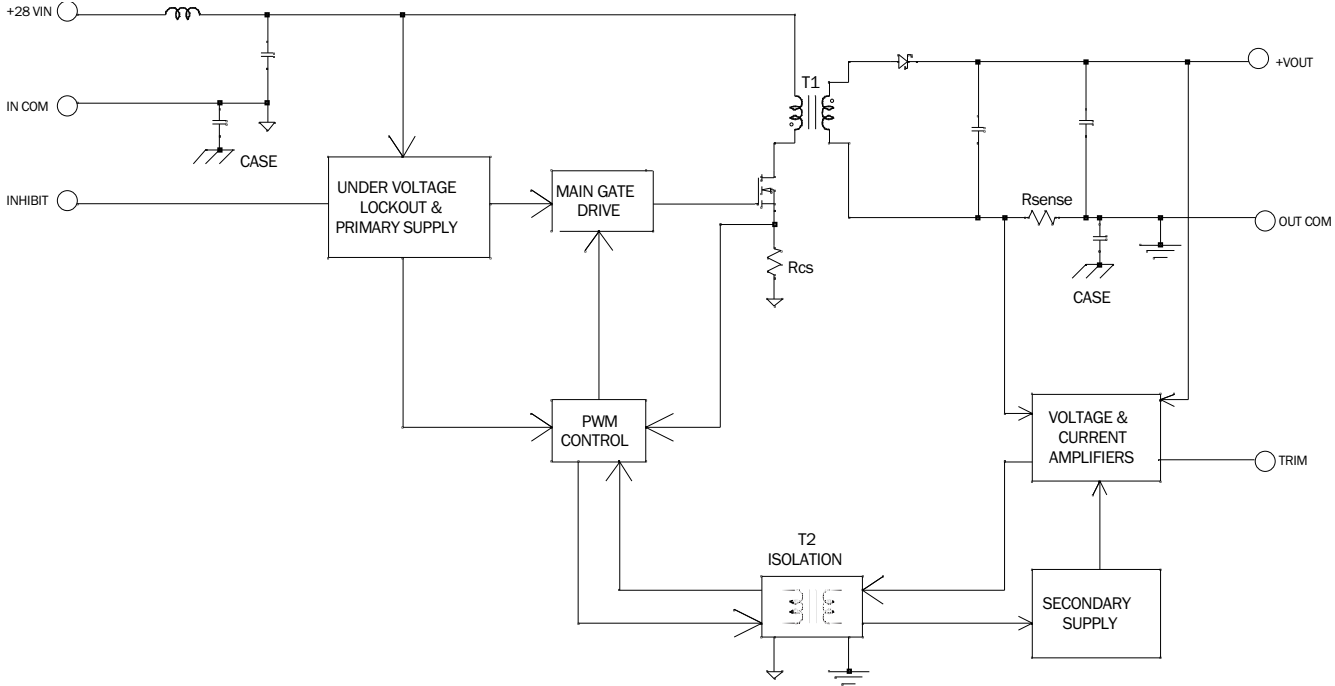 +28 VIN
T1
+VOUT
IN COM
CASE
INHIBIT
UNDER VOLTAGE
LOCKOUT &
PRIMARY SUPPLY
MAIN GATE
DRIVE
Rsense
OUT COM
Rcs
CASE
PWM
CONTROL
VOLTAGE &
CURRENT
AMPLIFIERS
TRIM
T2
ISOLATION
SECONDARY
SUPPLY